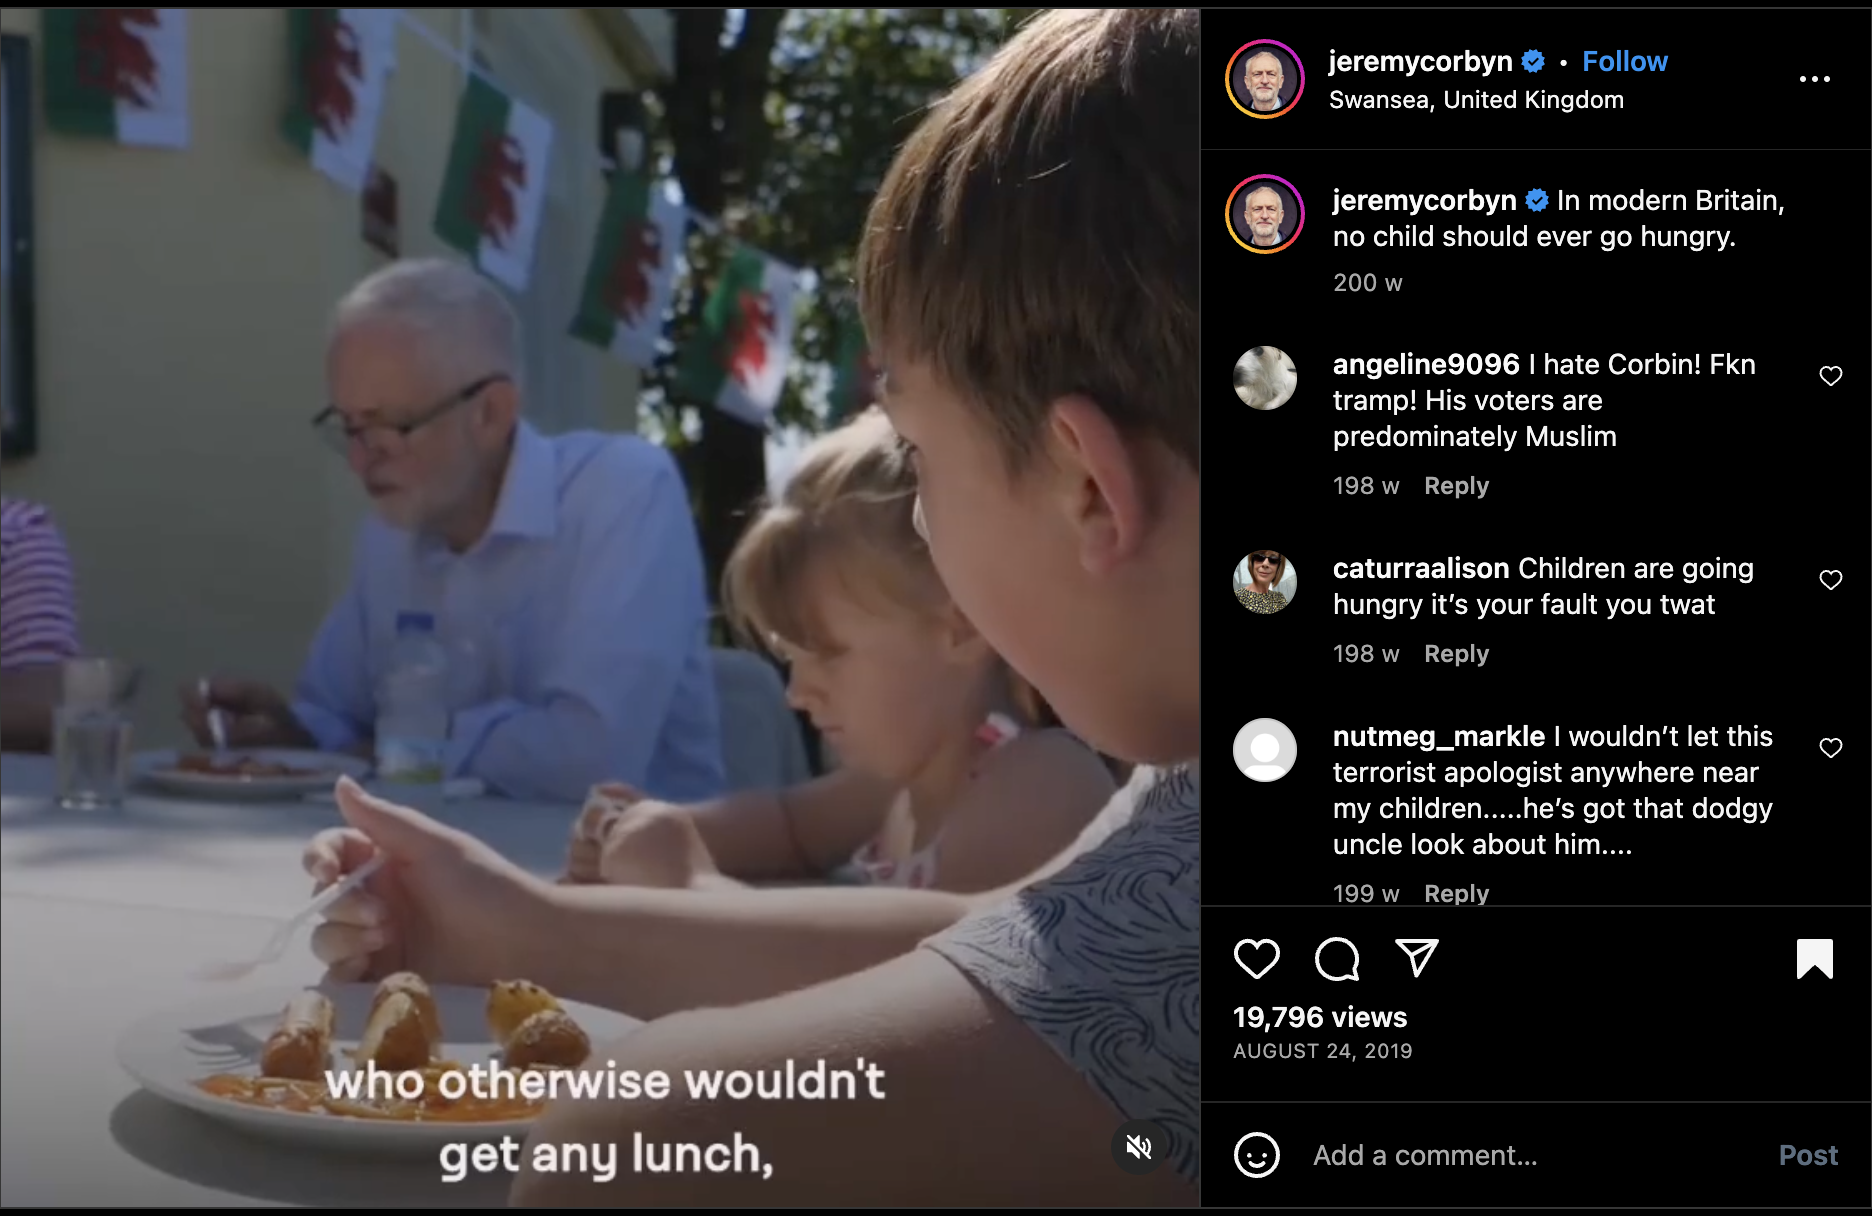 who otherwise wouldn't
get any lunch,
jeremycorbyn • Follow
Swansea, United Kingdom
jeremycorbyn In modern Britain,
no child should ever go hungry.
200 w
angeline9096 I hate Corbin! Fkn
tramp! His voters are
predominately Muslim
198 w Reply
caturraalison Children are going
hungry it’s your fault you twat
198 w Reply
nutmeg_markle I wouldn’t let this
terrorist apologist anywhere near
my children.....he’s got that dodgy
uncle look about him....
199 w Reply
19,796 views
AUGUST 24, 2019
Add a comment...
Post